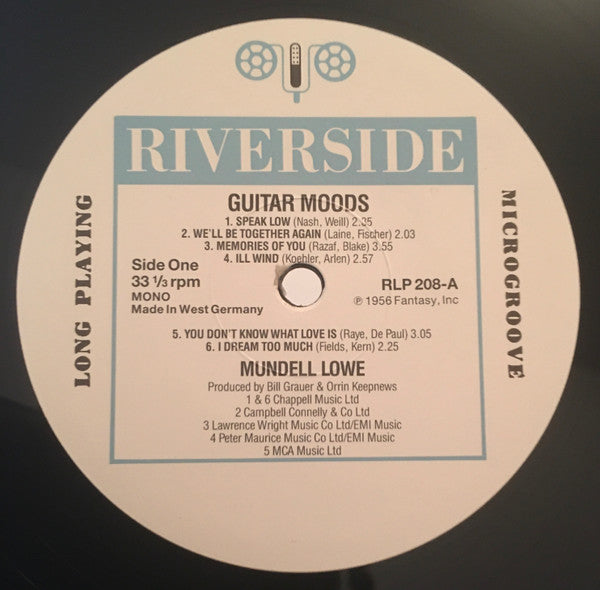 RIVERSIDE
LONG PLAYING
MICROGROOVE
GUITAR MOODS
1. SPEAK LOW (Nash, Weill) 2.35
2. WE'LL BE TOGETHER AGAIN (Laine, Fischer) 2.03
3. MEMORIES OF YOU (Razaf, Blake) 3:55
4. ILL WIND (Koehler, Arlen) 2.57
Side One
33 1/3 rpm
MONO
Made In West Germany
RLP 208-A
℗ 1956 Fantasy, Inc
5. YOU DON'T KNOW WHAT LOVE IS (Raye, De Paul) 3.05
6. I DREAM TOO MUCH (Fields, Kern) 2.25
MUNDELL LOWE
Produced by Bill Grauer & Orrin Keepnews
1 & 6 Chappell Music Ltd
2 Campbell Connelly & Co Ltd
3 Lawrence Wright Music Co Ltd/EMI Music
4 Peter Maurice Music Co Ltd/EMI Music
5 MCA Music Ltd